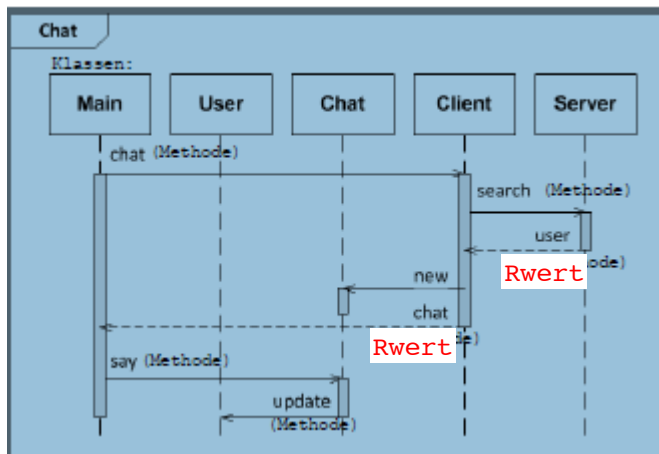 Chat
Klassen:
Main User Chat Client Server
chat (Methode)
search (Methode)
user
Rwert
new
chat
Rwert
say (Methode)
update
(Methode)